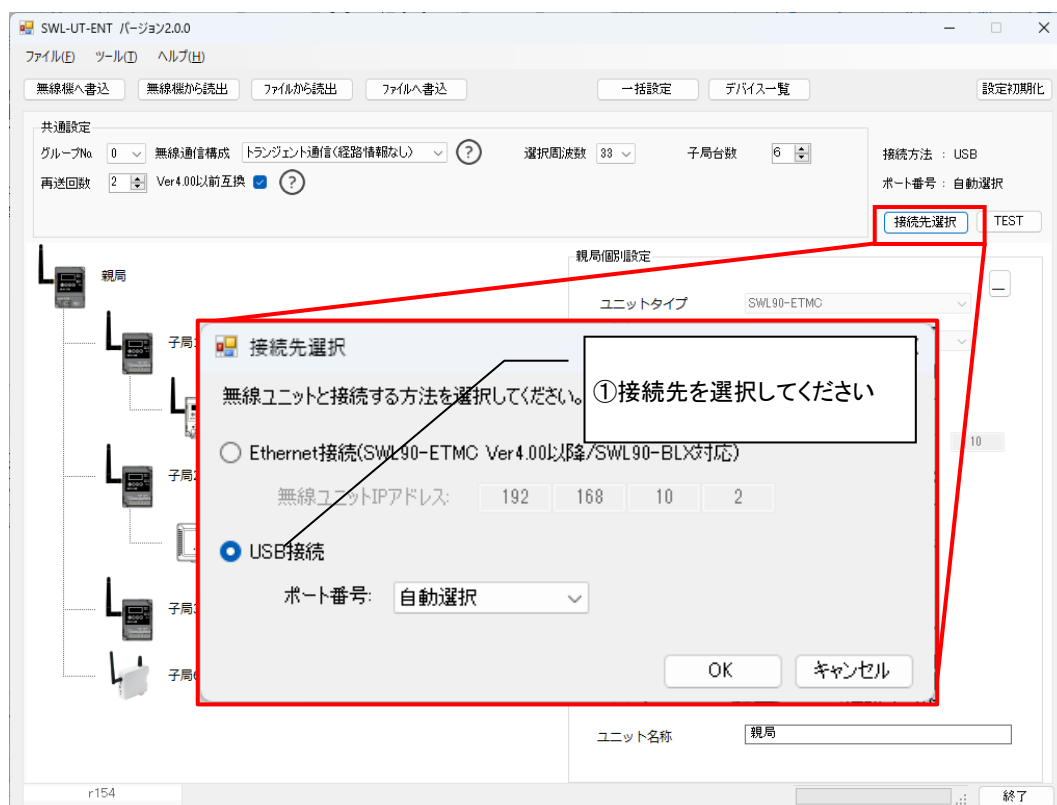 SWL-UT-ENT バージョン2.0.0
ファイル(F) ツール(T) ヘルプ(H)
無線機へ書込 無線機から読出 ファイルから読出 ファイルへ書込 一括設定 デバイス一覧 設定初期化
共通設定
グループNo. 0 無線通信構成 トランジェント通信(経路情報なし) ? 選択周波数 33 子局台数 6
再送回数 2 Ver4.00以前互換 ?
接続方法 : USB
ポート番号 : 自動選択
接続先選択 TEST
親局
子局
子局
子局
子局
親局個別設定
ユニットタイプ SWL90-ETMC
10
接続先選択
①接続先を選択してください
無線ユニットと接続する方法を選択してください。
Ethernet接続(SWL90-ETMC Ver4.00以降/SWL90-BLX対応)
無線ユニットIPアドレス: 192 168 10 2
USB接続
ポート番号: 自動選択
OK キャンセル
ユニット名称 親局
r154 終了